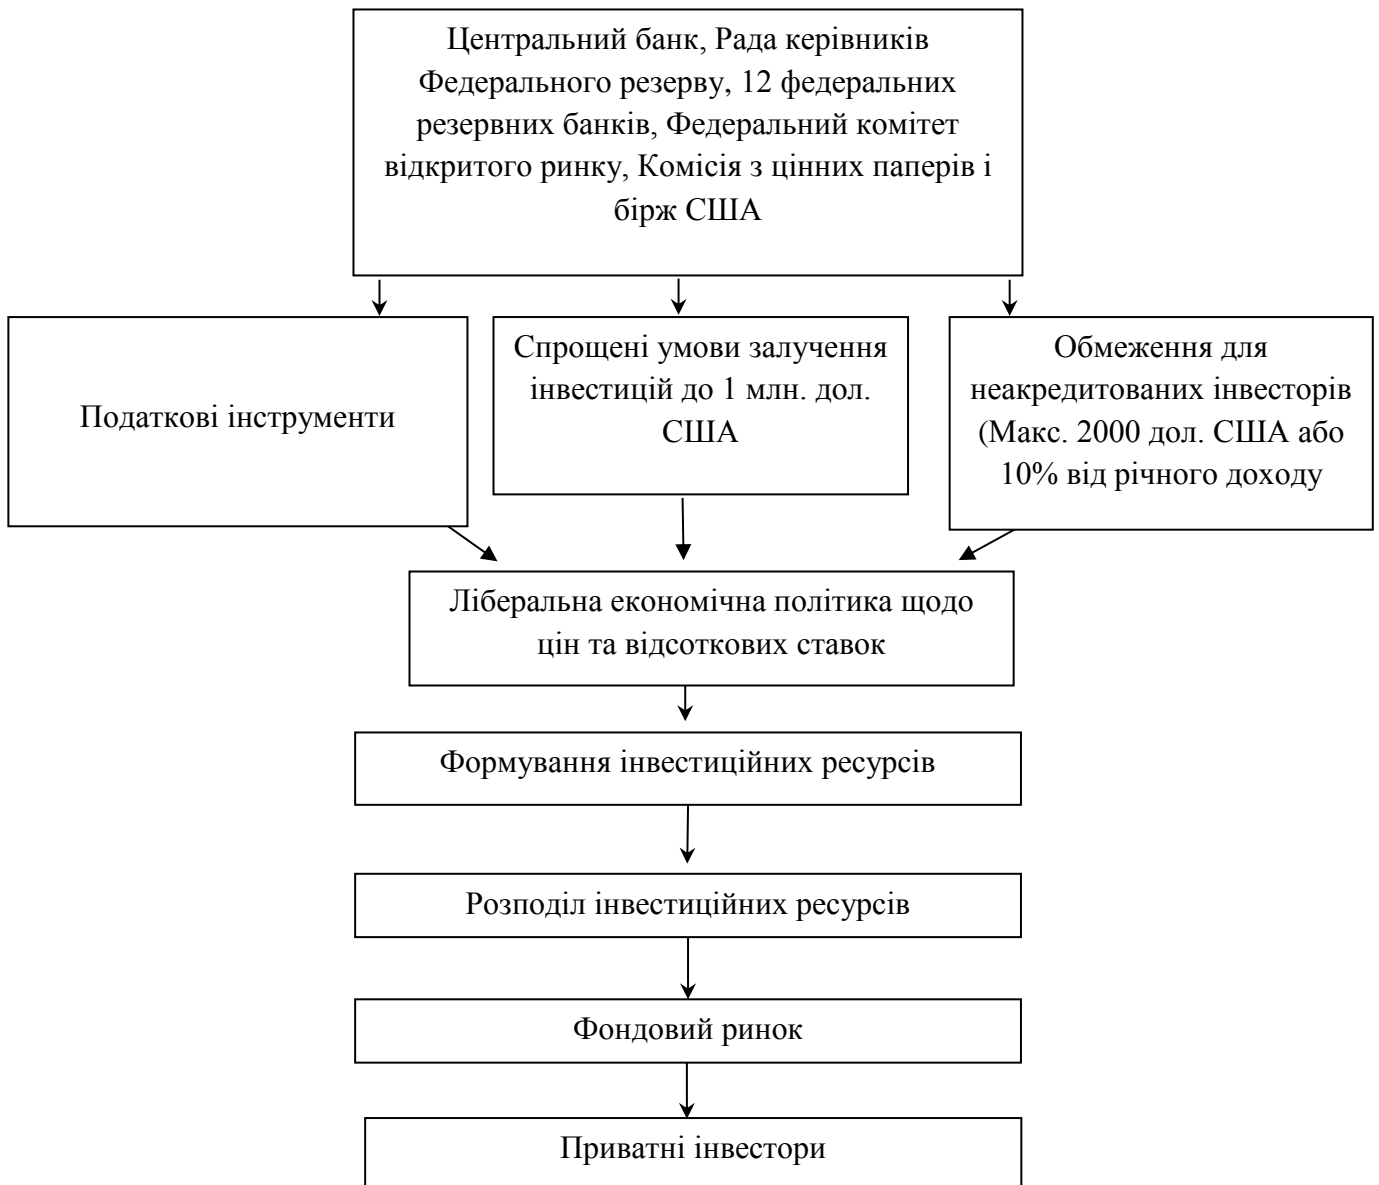 Центральний банк, Рада керівників
Федерального резерву, 12 федеральних
резервних банків, Федеральний комітет
відкритого ринку, Комісія з цінних паперів і
бірж США
Податкові інструменти
Спрощені умови залучення
інвестицій до 1 млн. дол.
США
Обмеження для
неакредитованих інвесторів
(Макс. 2000 дол. США або
10% від річного доходу
Ліберальна економічна політика щодо
цін та відсоткових ставок
Формування інвестиційних ресурсів
Розподіл інвестиційних ресурсів
Фондовий ринок
Приватні інвестори